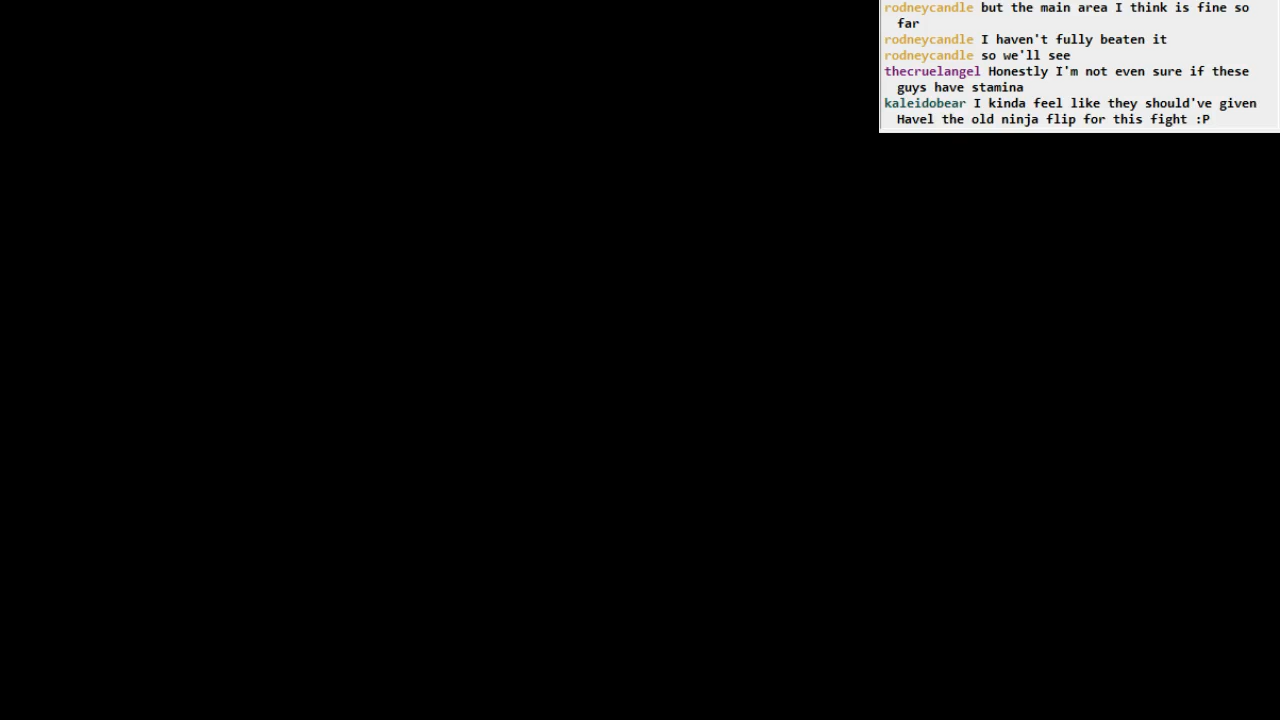 rodneycandle but the main area I think is fine so
far
rodneycandle I haven't fully beaten it
rodneycandle so we'll see
thecruelangel Honestly I'm not even sure if these
guys have stamina
kaleidobear I kinda feel like they should've given
Havel the old ninja flip for this fight :P